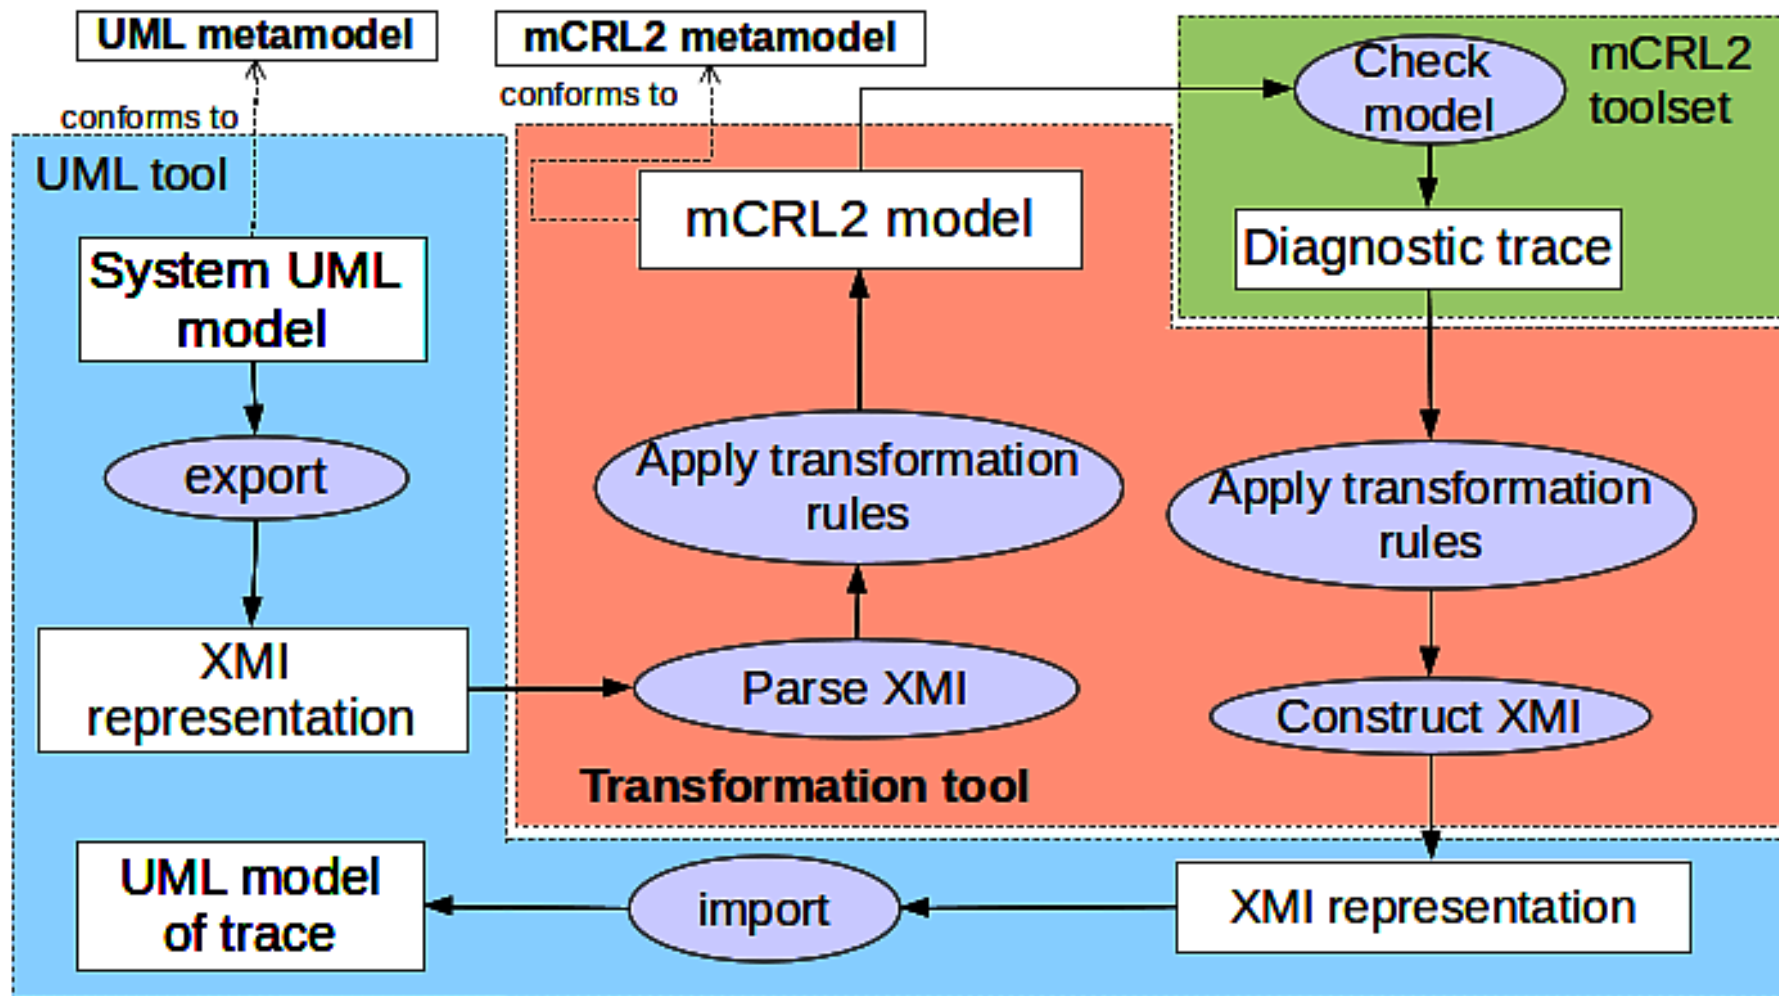 UML metamodel
mCRL2 metamodel
conforms to
conforms to
mCRL2
toolset
Check
model
UML tool
mCRL2 model
Diagnostic trace
System UML
model
export
Apply transformation
rules
Apply transformation
rules
XMI
representation
Parse XMI
Construct XMI
Transformation tool
UML model
of trace
import
XMI representation